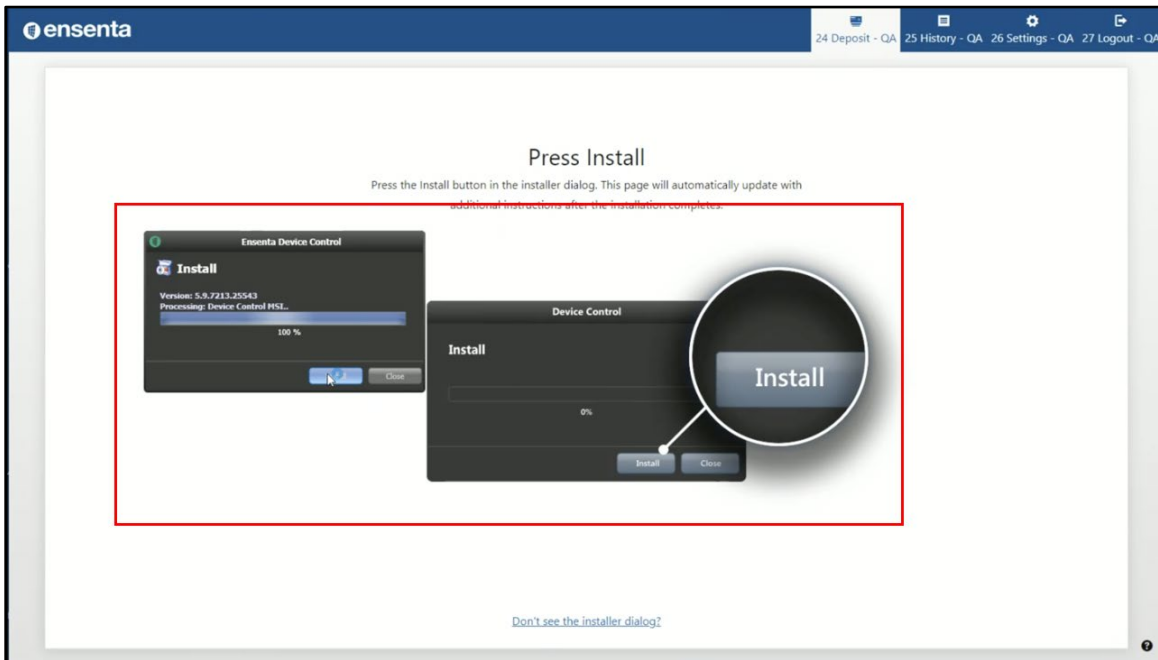 ensenta
24 Deposit - QA
25 History - QA
26 Settings - QA
27 Logout - QA
Press Install
Press the Install button in the installer dialog. This page will automatically update with
additional instructions after the installation completes.
Ensenta Device Control
Install
Version: 5.9.7213.25543
Processing: Device Control MSI..
100 %
Close
Device Control
Install
0%
Install
Close
Install
Don't see the installer dialog?